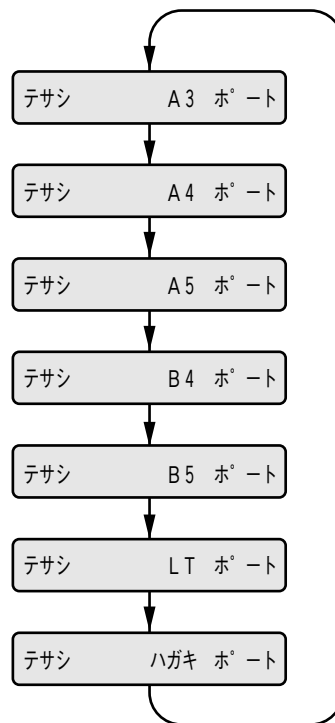 テサシ A3 ポート
テサシ A4 ポート
テサシ A5 ポート
テサシ B4 ポート
テサシ B5 ポート
テサシ LT ポート
テサシ ハガキ ポート